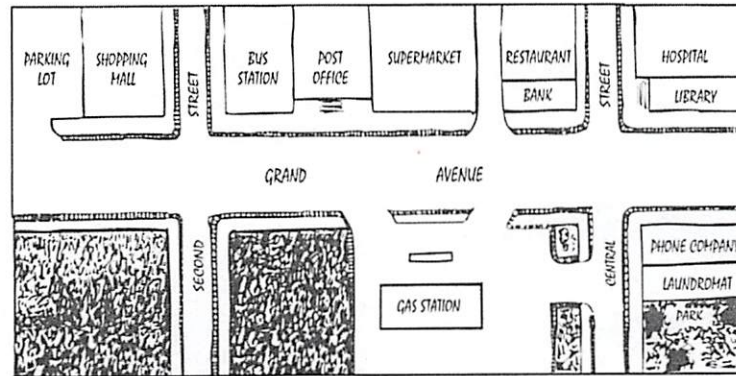 PARKING
LOT
SHOPPING
MALL
STREET
BUS
STATION
POST
OFFICE
SUPERMARKET
RESTAURANT
BANK
STREET
HOSPITAL
LIBRARY
GRAND
AVENUE
SECOND
GAS STATION
CENTRAL
PHONE COMPANY
LAUNDROMAT
PARK